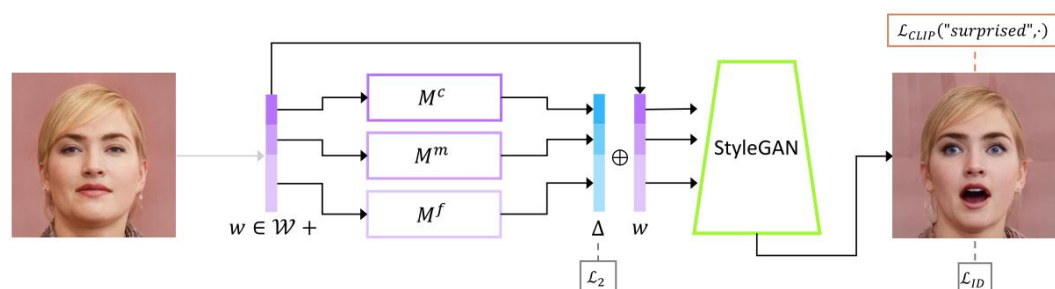 ℒ_CLIP("surprised",·)
M^c
M^m
StyleGAN
M^f
w ∈ 𝒲 +
Δ
⊕
w
ℒ_2
ℒ_ID